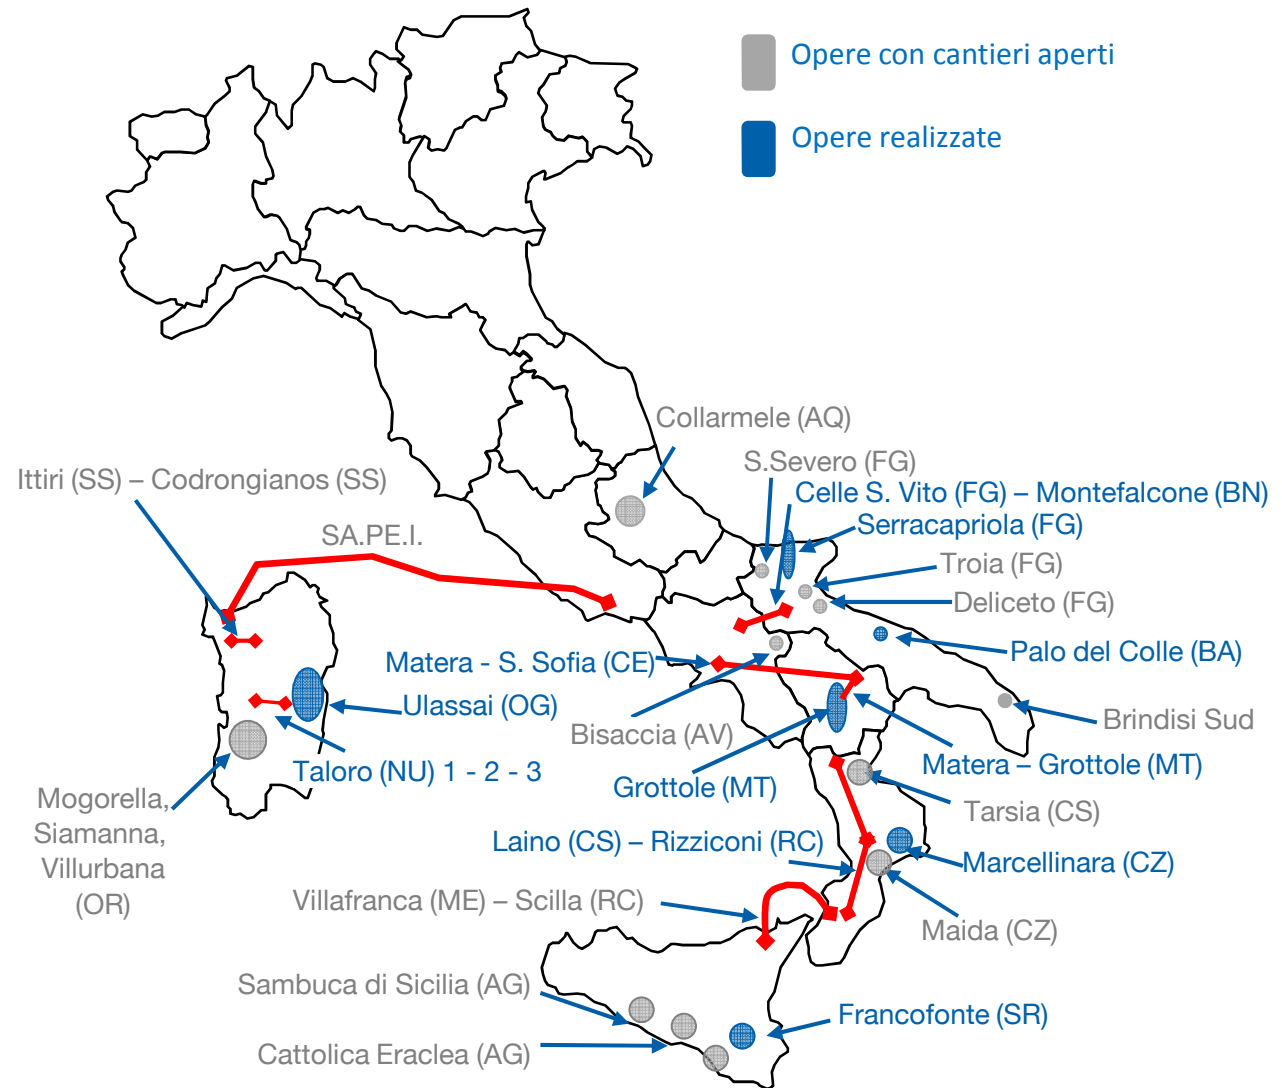 Opere con cantieri aperti
Opere realizzate
Collarmele (AQ)
S.Severo (FG)
Ittiri (SS) – Codrongianos (SS)
Celle S. Vito (FG) – Montefalcone (BN)
Serracapriola (FG)
SA.PE.I.
Troia (FG)
Deliceto (FG)
Palo del Colle (BA)
Matera - S. Sofia (CE)
Ulassai (OG)
Brindisi Sud
Bisaccia (AV)
Taloro (NU) 1 - 2 - 3
Matera – Grottole (MT)
Grottole (MT)
Mogorella,
Siamanna,
Villurbana
(OR)
Tarsia (CS)
Laino (CS) – Rizziconi (RC)
Marcellinara (CZ)
Villafranca (ME) – Scilla (RC)
Maida (CZ)
Sambuca di Sicilia (AG)
Francofonte (SR)
Cattolica Eraclea (AG)